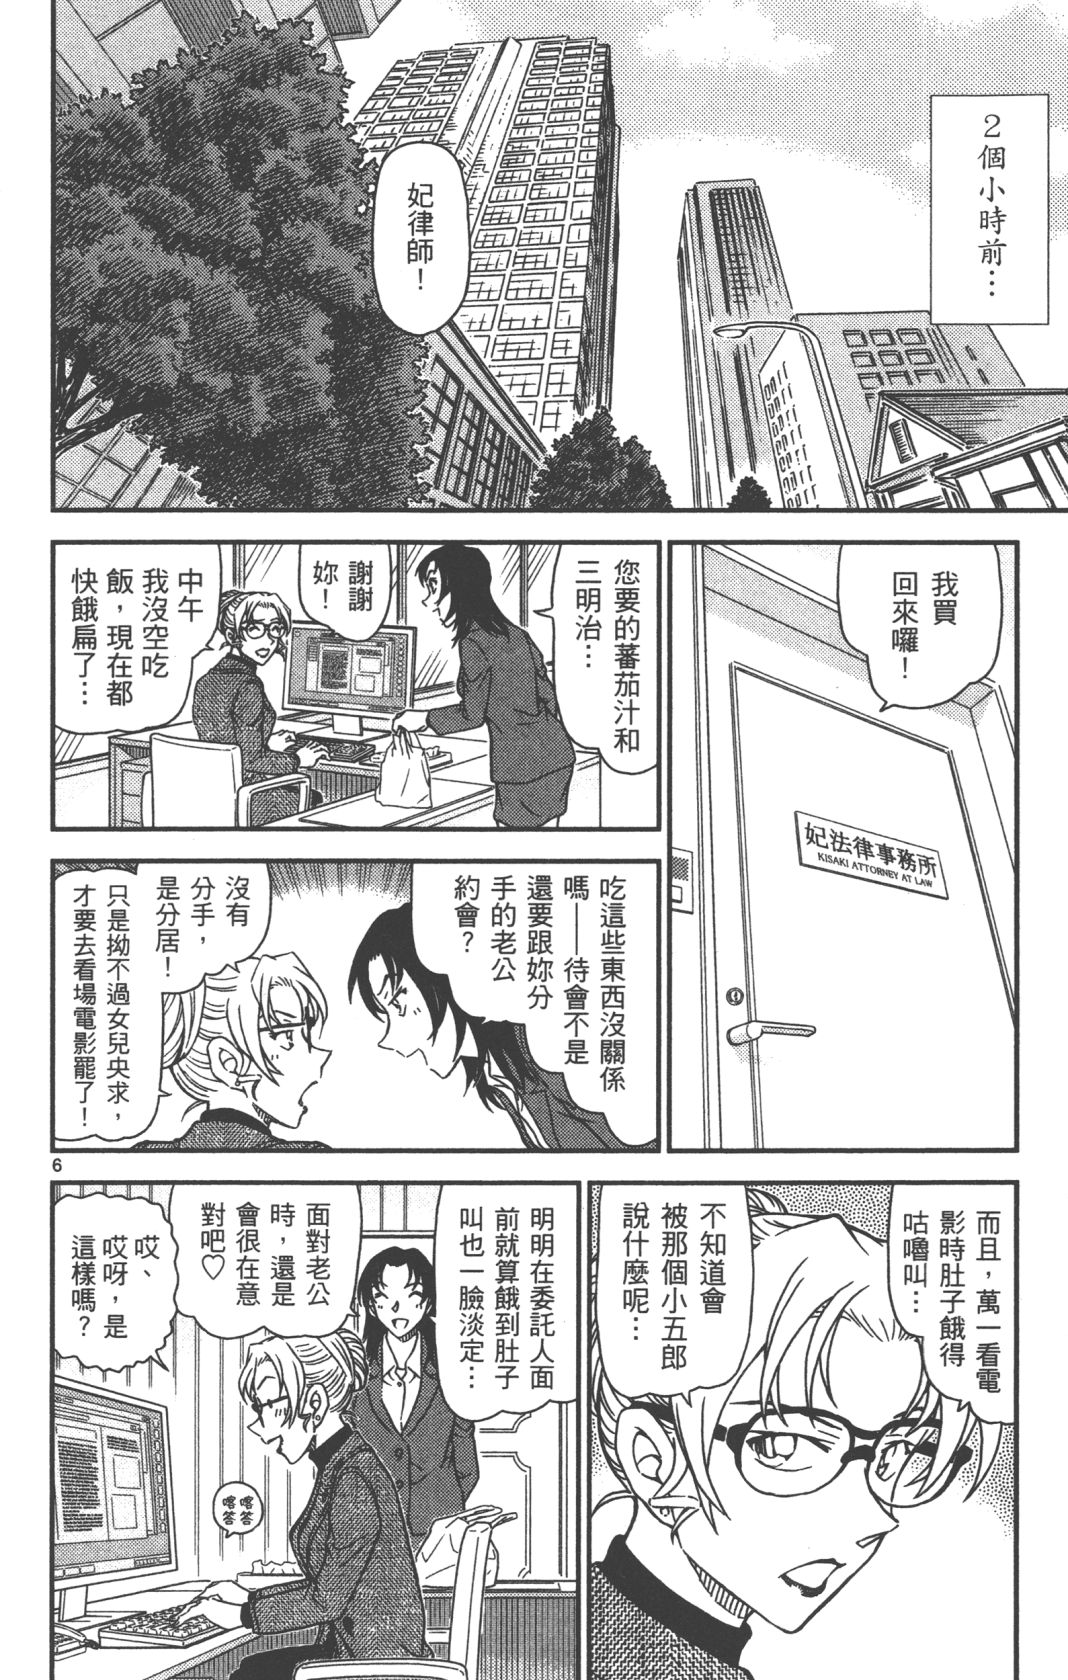 ２個小時前…
妃律師！
我買
回來囉！
妃法律事務所
KISAKI ATTORNEY AT LAW
您要的蕃茄汁和
三明治…
謝謝
妳！
中午
我沒空吃
飯，現在都
快餓扁了…
吃這些東西沒關係
嗎——待會不是
還要跟妳分
手的老公
約會？
沒有
分手，
是分居！
只是拗不過女兒央求，
才要去看場電影罷了！
6
而且，萬一看電
影時肚子餓得
咕嚕叫…
不知道會
被那個小五郎
說什麼呢…
明明在委託人面
前就算餓到肚子
叫也一臉淡定…
面對老公
時，還是
會很在意
對吧♡
哎、
哎呀，是
這樣嗎？
喀答
喀答